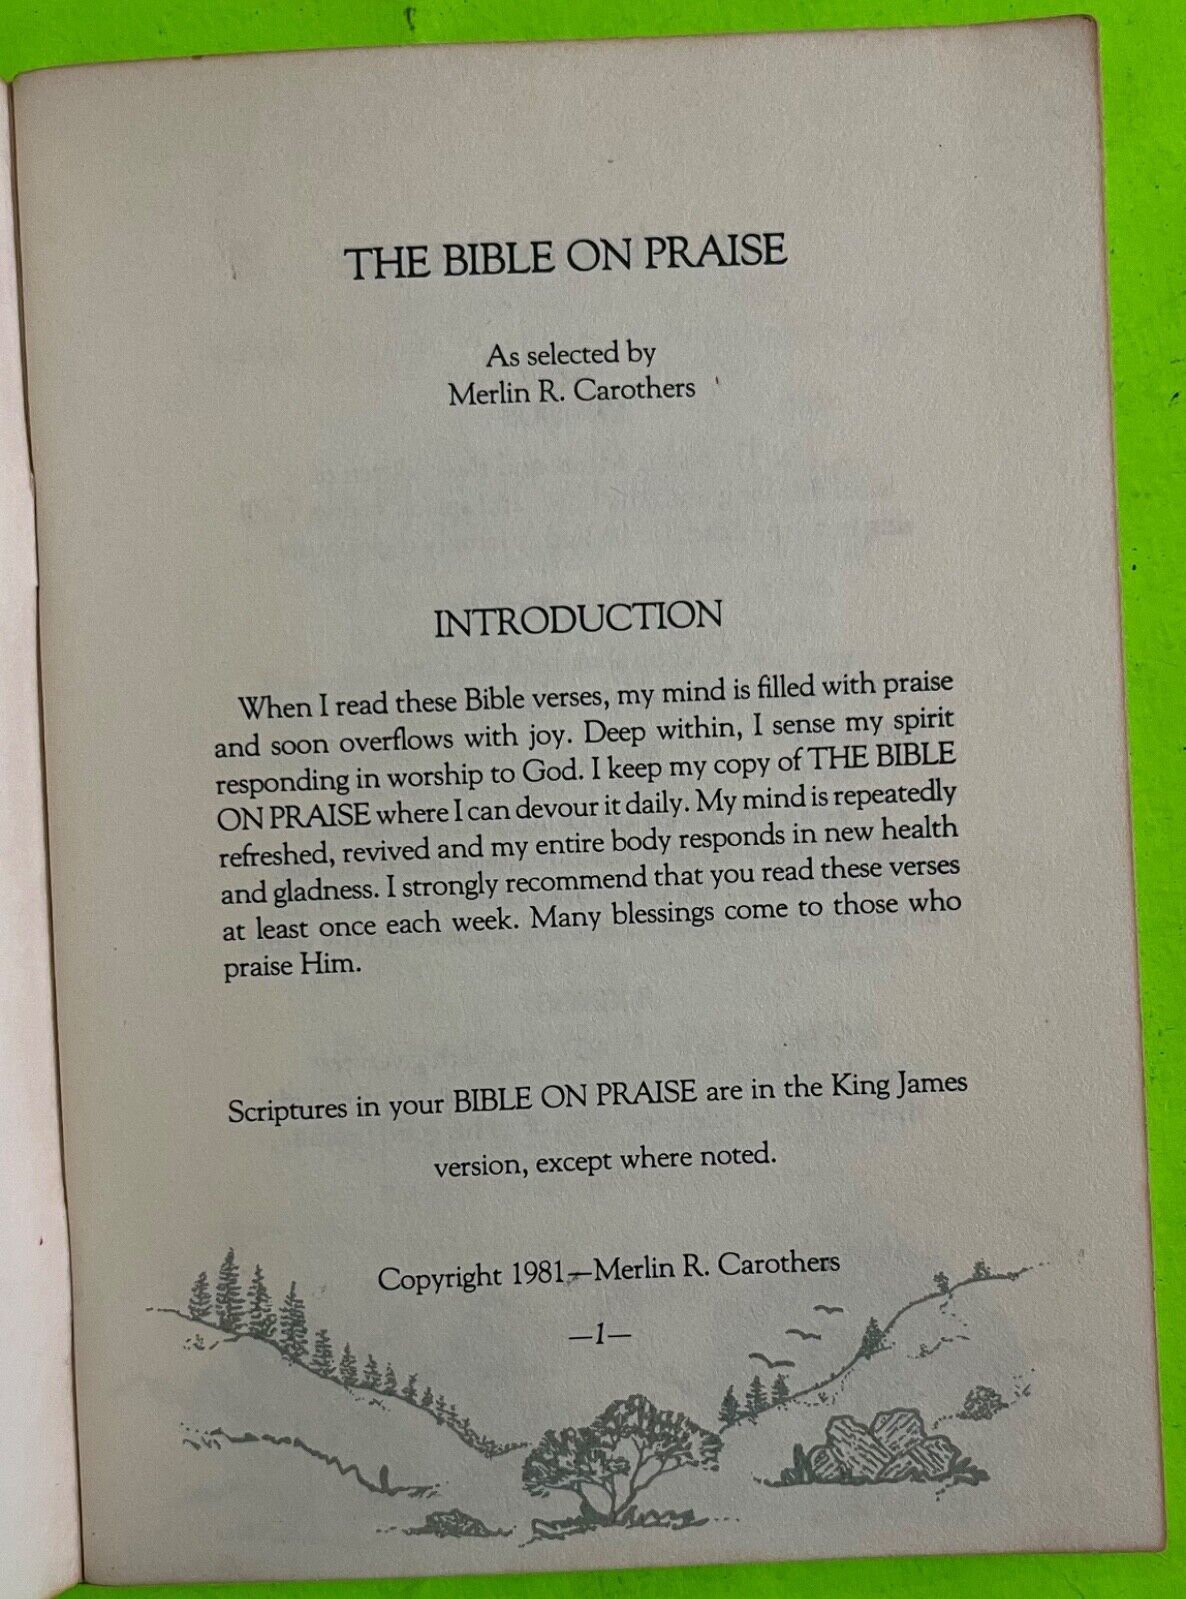 THE BIBLE ON PRAISE
As selected by
Merlin R. Carothers
INTRODUCTION
When I read these Bible verses, my mind is filled with praise
and soon overflows with joy. Deep within, I sense my spirit
responding in worship to God. I keep my copy of THE BIBLE
ON PRAISE where I can devour it daily. My mind is repeatedly
refreshed, revived and my entire body responds in new health
and gladness. I strongly recommend that you read these verses
at least once each week. Many blessings come to those who
praise Him.
Scriptures in your BIBLE ON PRAISE are in the King James
version, except where noted.
Copyright 1981—Merlin R. Carothers
—1—